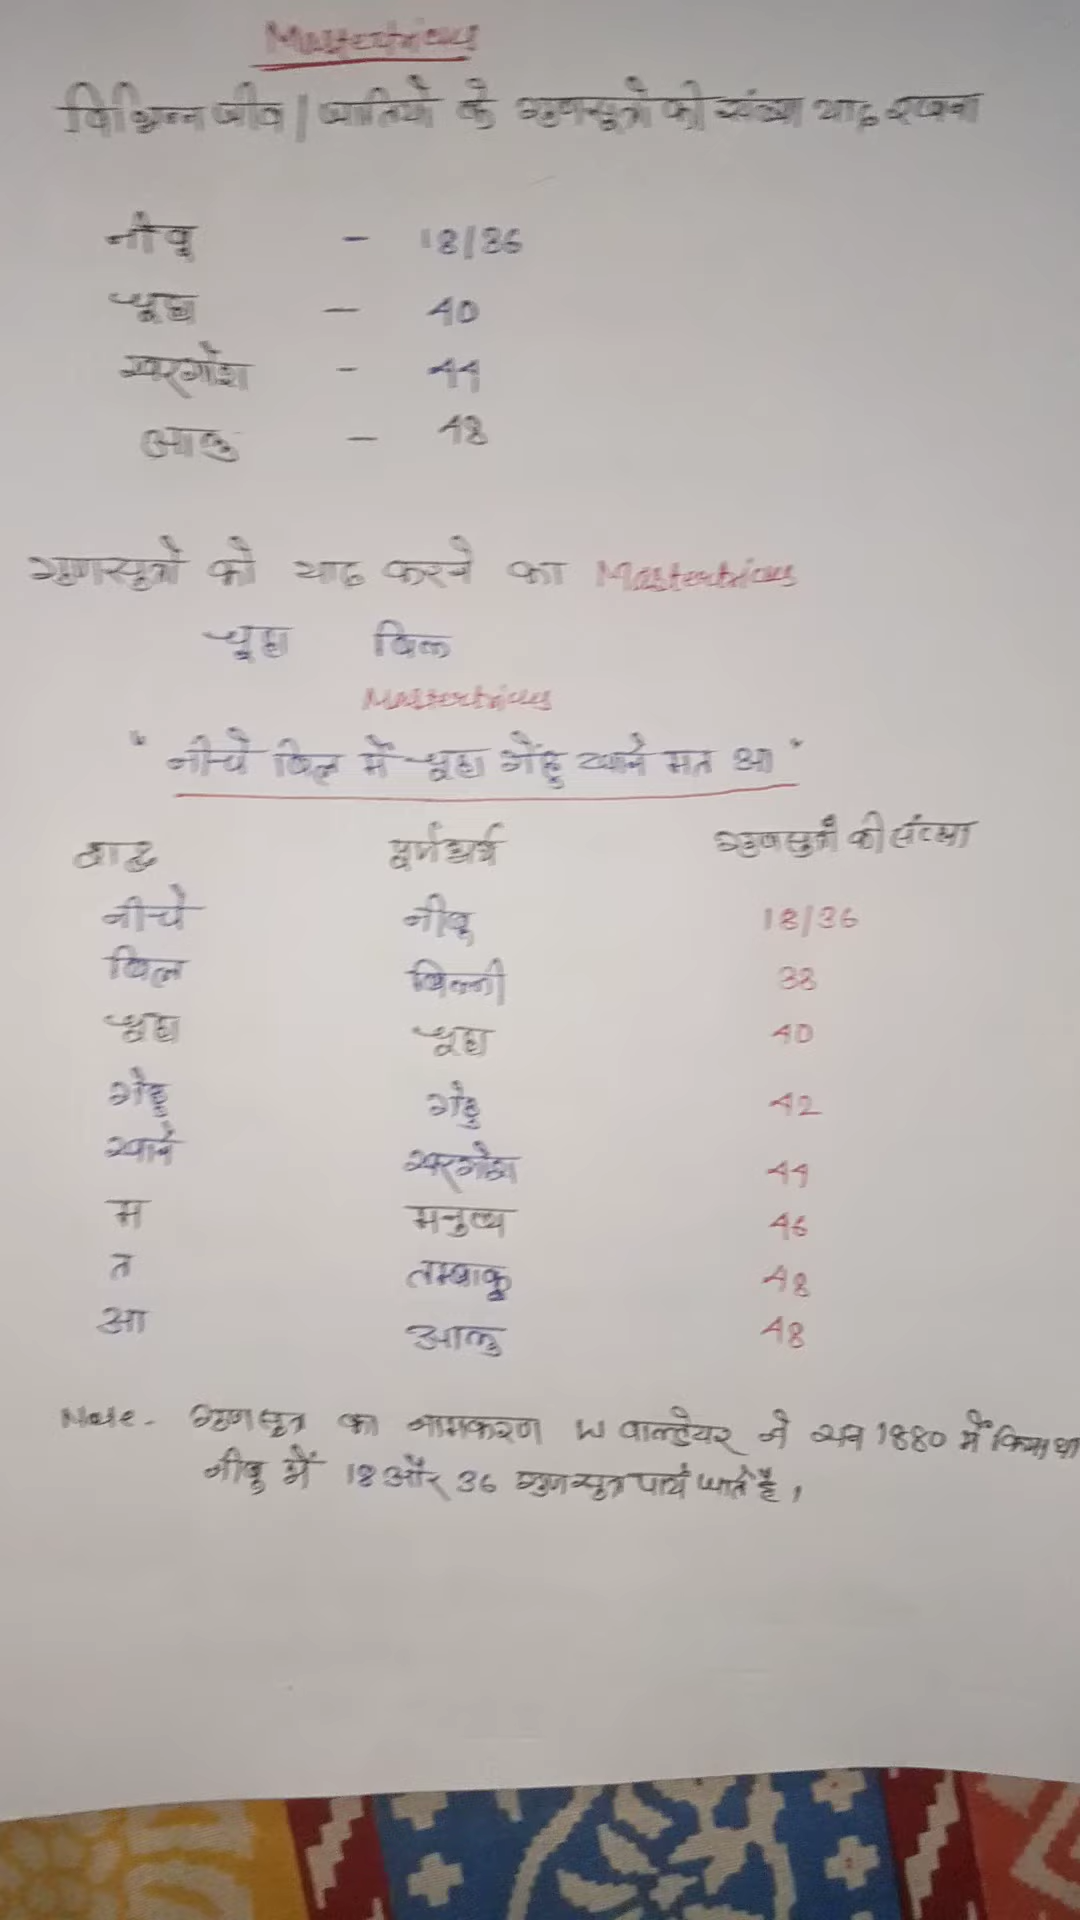 Mastertricks
विभिन्न जीव / जातियो के गुणसूत्रो की संख्या याद रखना
नीबू - 18/36
चूहा - 40
खरगोश - 44
आलु - 48
गुणसूत्रो को याद करने का Mastertricks
चूहा बिल
Mastertricks
"नीचे बिल में चूहा गेंहु खाने मत आ"
शब्द गुणसुत्रों की संख्या
नीचे नीबू 18/36
बिल बिल्ली 38
चूहा चूहा 40
गेहु गेहु 42
खाने खरगोश 44
म मनुष्य 46
त तम्बाकू 48
आ आलु 48
Note- गुणसूत्र का नामकरण W वाल्डेयर ने सन 1880 में किया था
नीबु में 18 और 36 गुणसूत्र पाये जाते है,